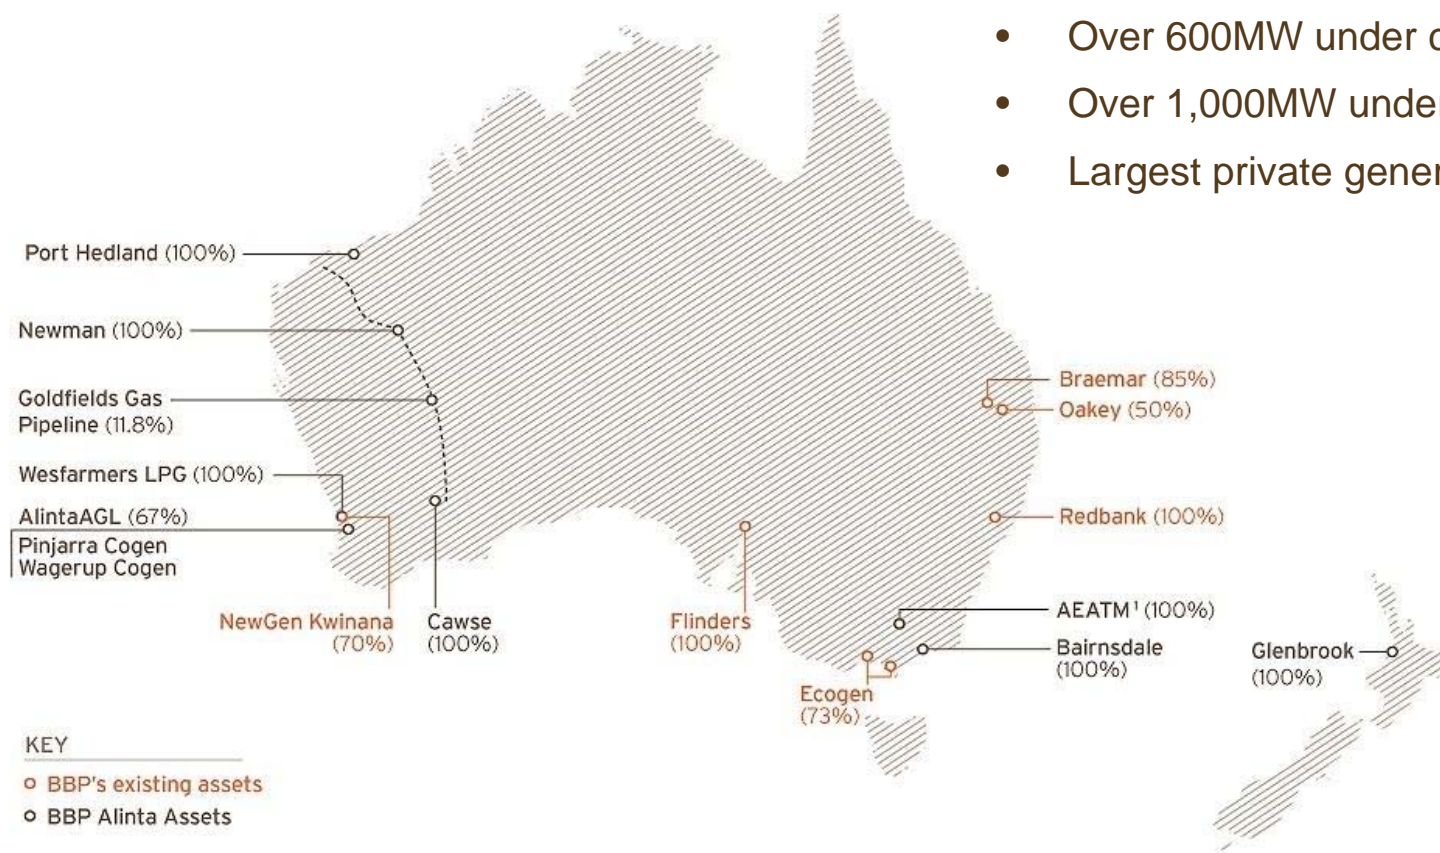 • Over 600MW under
• Over 1,000MW under
• Largest private
Port Hedland (100%)
Newman (100%)
Goldfields Gas
Pipeline (11.8%)
Wesfarmers LPG (100%)
AlintaAGL (67%)
Pinjarra Cogen
Wagerup Cogen
NewGen Kwinana
(70%)
Cawse
(100%)
Flinders
(100%)
Ecogen
(73%)
Braemar (85%)
Oakey (50%)
Redbank (100%)
AEATM¹ (100%)
Bairnsdale
(100%)
Glenbrook
(100%)
KEY
BBP's existing assets
BBP Alinta Assets